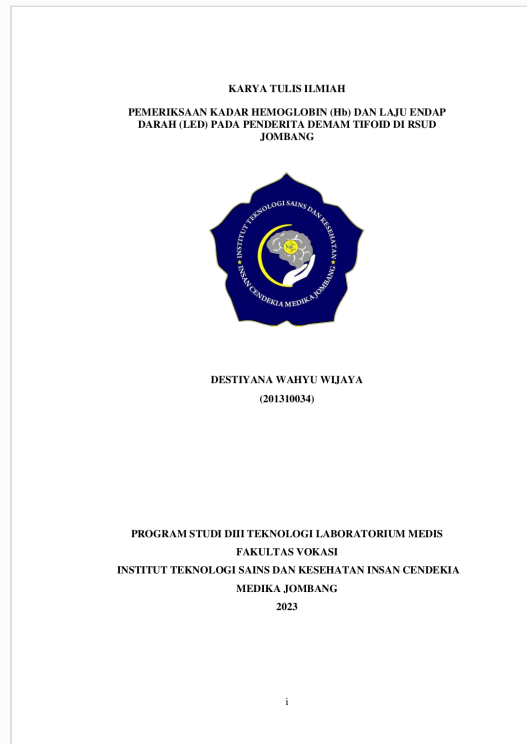 KARYA TULIS ILMIAH
PEMERIKSAAN KADAR HEMOGLOBIN (Hb) DAN LAJU ENDAP
DARAH (LED) PADA PENDERITA DEMAM TIFOID DI RSUD
JOMBANG
INSTITUT TEKNOLOGI SAINS DAN KESEHATAN
INSAN CENDEKIA MEDIKA JOMBANG
DESTIYANA WAHYU WIJAYA
(201310034)
PROGRAM STUDI DIII TEKNOLOGI LABORATORIUM MEDIS
FAKULTAS VOKASI
INSTITUT TEKNOLOGI SAINS DAN KESEHATAN INSAN CENDEKIA
MEDIKA JOMBANG
2023
i